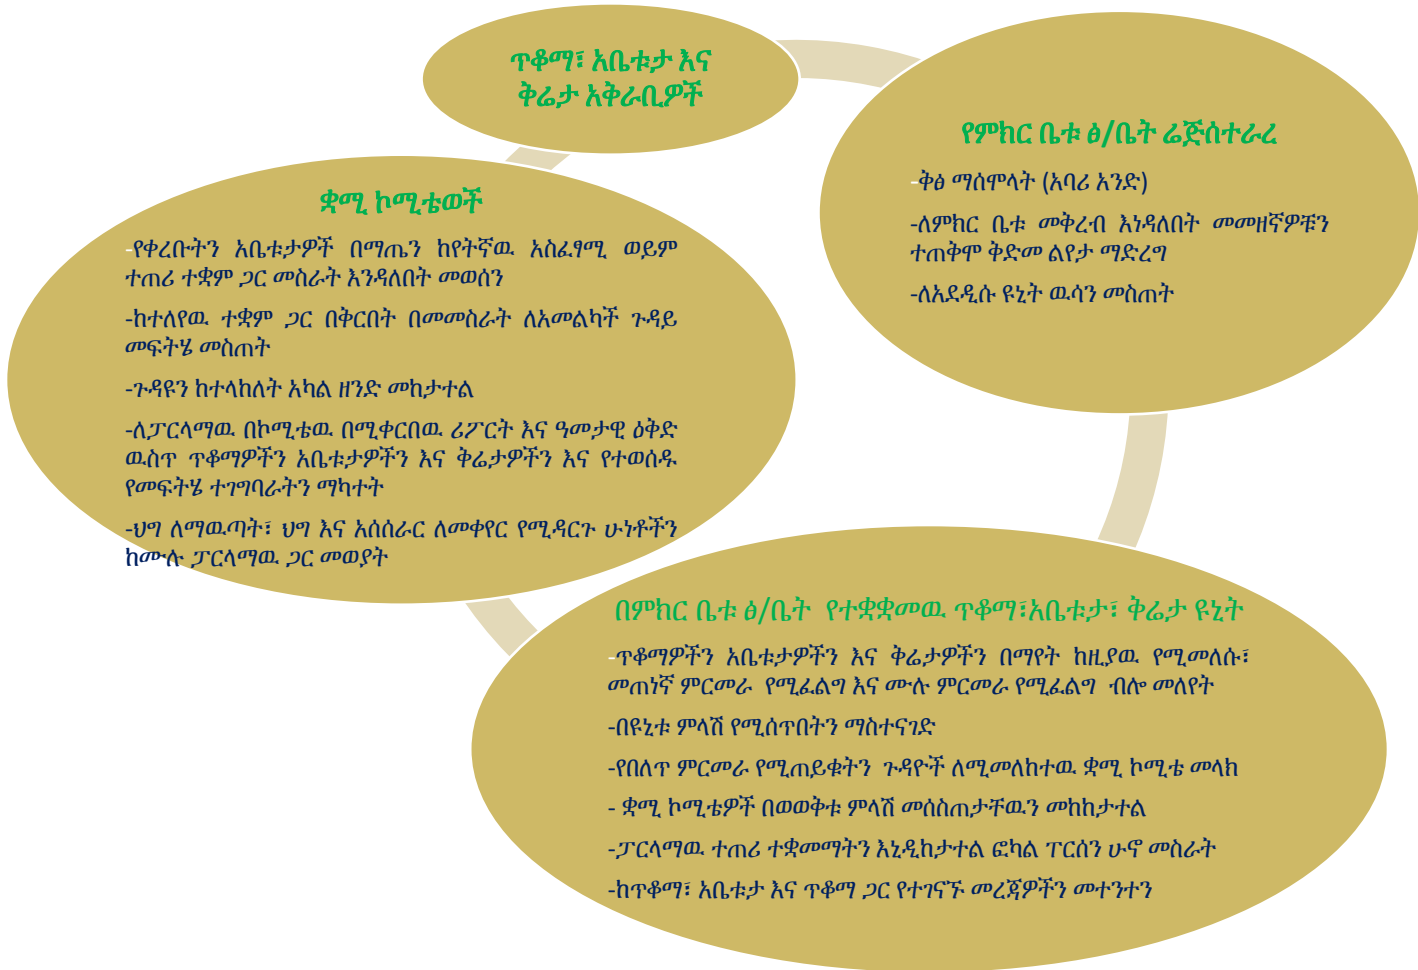 ጥቆማ፣ አቤቱታ እና
ቅሬታ አቅራቢዎች
የምክር ቤቱ ፅ/ቤት ሬጅሰተራረ
-ቅፅ ማሰሞላት (አባሪ አንድ)
-ለምክር ቤቱ መቅረብ እነዳለበት መመዘኛዎቹን
ተጠቅሞ ቅድመ ልየታ ማድረግ
-ለአደዲሱ ዩኒት ዉሳን መስጠት
በምክር ቤቱ ፅ/ቤት የተቋቋመዉ ጥቆማ፣አቤቱታ፣ ቅሬታ ዩኒት
-ጥቆማዎችን አቤቱታዎችን እና ቅሬታዎችን በማየት ከዚያዉ የሚመለሱ፣
መጠነኛ ምርመራ የሚፈልግ እና ሙሉ ምርመራ የሚፈልግ ብሎ መለየት
-በዩኒቱ ምላሽ የሚሰጥበትን ማስተናገድ
-የበለጥ ምርመራ የሚጠይቁትን ጉዳዮች ለሚመለከተዉ ቋሚ ኮሚቴ መላክ
- ቋሚ ኮሚቴዎች በወወቅቱ ምላሽ መሰስጠታቸዉን መከከታተል
-ፓርላማዉ ተጠሪ ተቋመማትን እኒዲከታተል ፎካል ፐርሰን ሁኖ መስራት
-ከጥቆማ፣ አቤቱታ እና ጥቆማ ጋር የተገናኙ መረጃዎችን መተንተን
ቋሚ ኮሚቴወች
-የቀረቡትን አቤቱታዎች በማጤን ከየትኛዉ አስፈፃሚ ወይም
ተጠሪ ተቋም ጋር መስራት እንዳለበት መወሰን
-ከተለየዉ ተቋም ጋር በቅርበት በመመስራት ለአመልካች ጉዳይ
መፍትሄ መስጠት
-ጉዳዩን ከተላከለት አካል ዘንድ መከታተል
-ለፓርላማዉ በኮሚቴዉ በሚቀርበዉ ሪፖርት እና ዓመታዊ ዕቅድ
ዉስጥ ጥቆማዎችን አቤቱታዎችን እና ቅሬታዎችን እና የተወሰዱ
የመፍትሄ ተገግባራትን ማካተት
-ህግ ለማዉጣት፣ ህግ እና አሰሰራር ለመቀየር የሚዳርጉ ሁነቶችን
ከሙሉ ፓርላማዉ ጋር መወያት